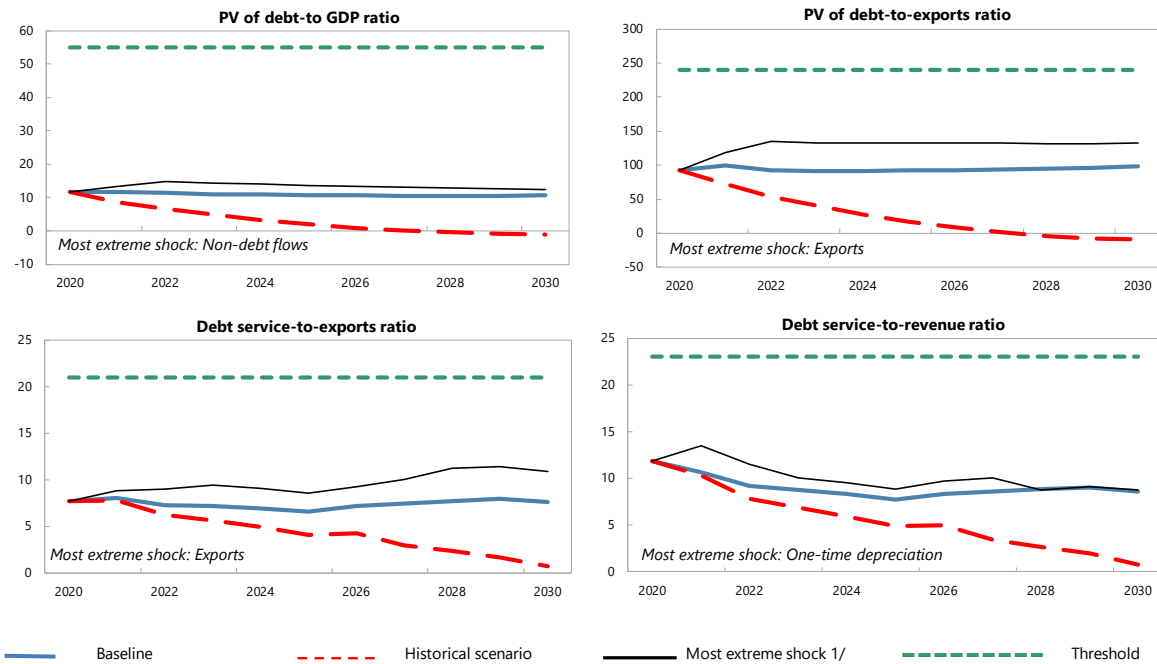 PV of debt-to GDP ratio
60
50
40
30
20
10
0
-10
Most extreme shock: Non-debt flows
2020 2022 2024 2026 2028 2030
PV of debt-to-exports ratio
300
250
200
150
100
50
0
-50
Most extreme shock: Exports
2020 2022 2024 2026 2028 2030
Debt service-to-exports ratio
25
20
15
10
5
0
Most extreme shock: Exports
2020 2022 2024 2026 2028 2030
Debt service-to-revenue ratio
25
20
15
10
5
0
Most extreme shock: One-time depreciation
2020 2022 2024 2026 2028 2030
Baseline Historical scenario Most extreme shock 1/ Threshold